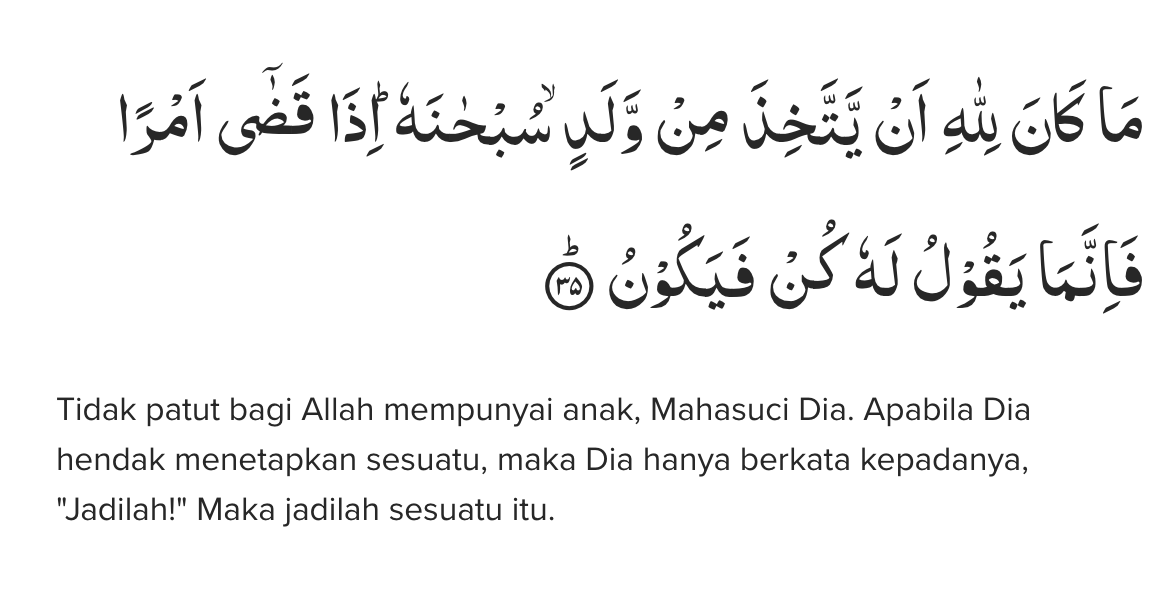 مَا كَانَ لِلّٰهِ اَنْ يَّتَّخِذَ مِنْ وَّلَدٍۙ سُبْحٰنَهٗ ۗاِذَا قَضٰٓى اَمْرًا
فَاِنَّمَا يَقُوْلُ لَهٗ كُنْ فَيَكُوْنُ ۗ ٣٥
Tidak patut bagi Allah mempunyai anak, Mahasuci Dia. Apabila Dia
hendak menetapkan sesuatu, maka Dia hanya berkata kepadanya,
"Jadilah!" Maka jadilah sesuatu itu.